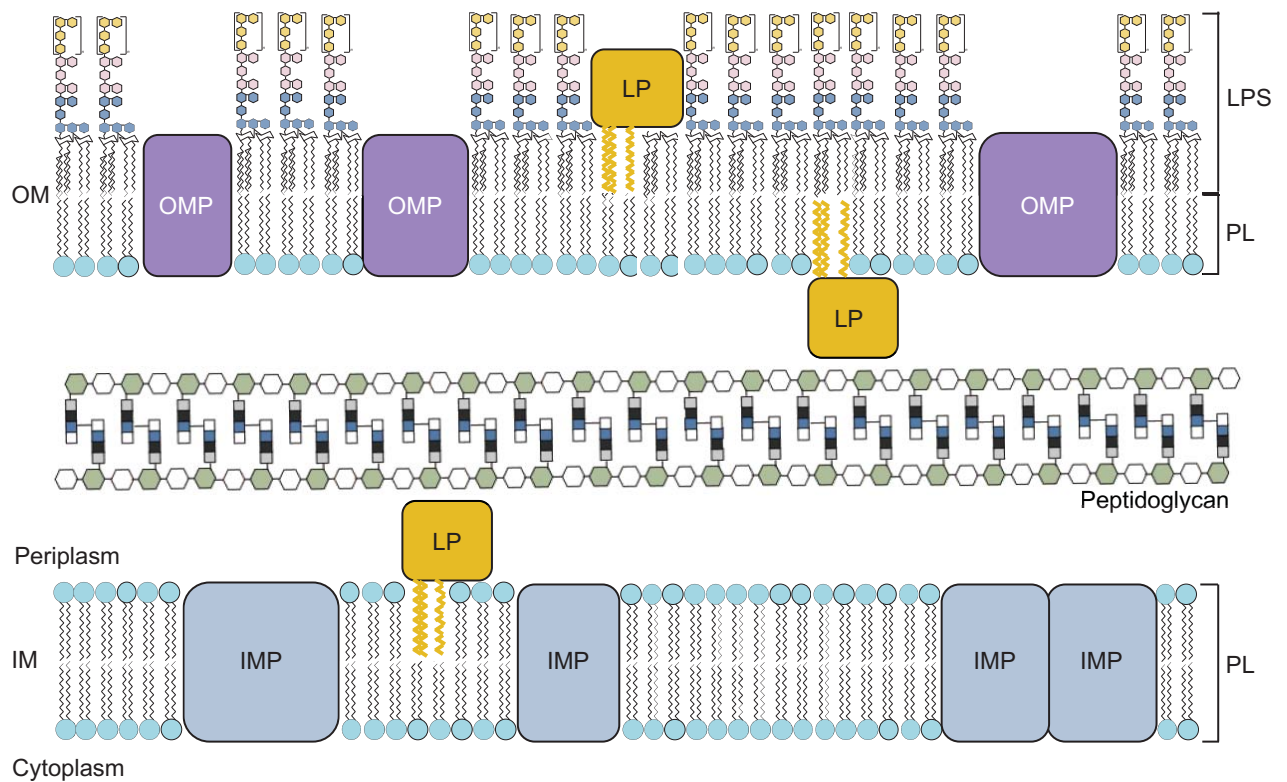 LP
LPS
OM
OMP
OMP
OMP
PL
LP
Peptidoglycan
LP
Periplasm
IM
IMP
IMP
IMP
IMP
PL
Cytoplasm